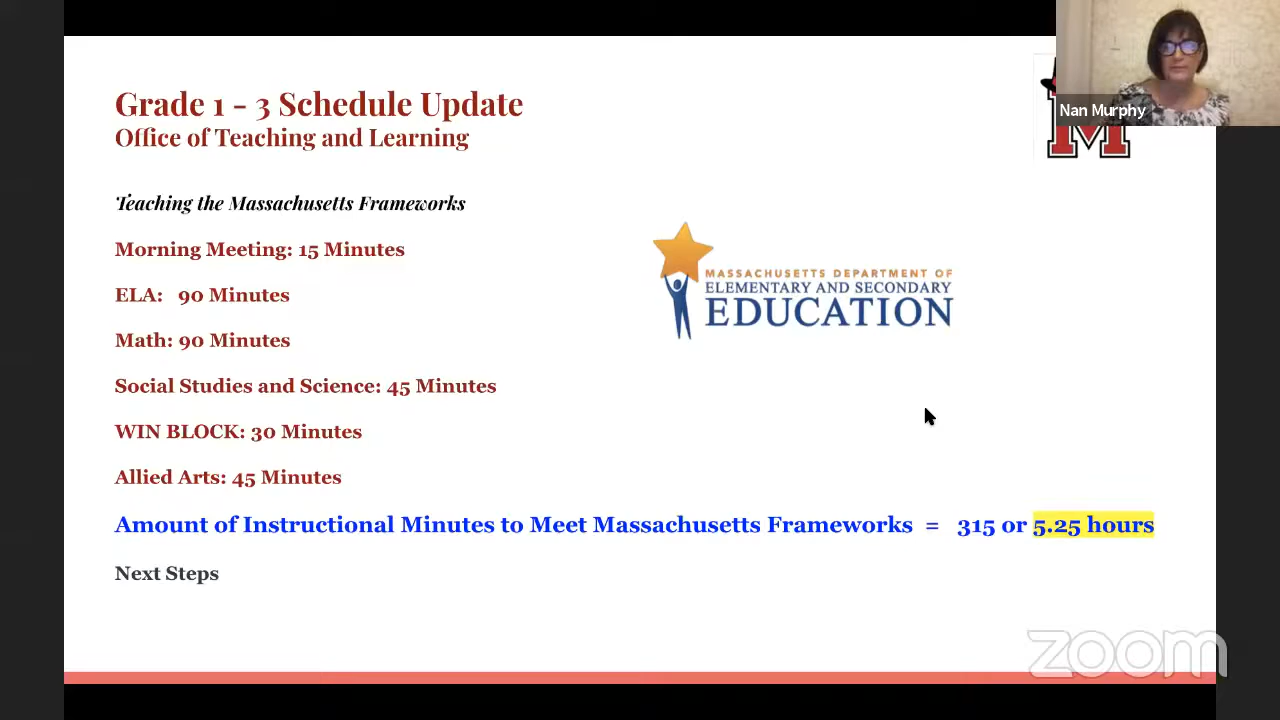 Grade 1 - 3 Schedule Update
Office of Teaching and Learning
Nan Murphy
M
Teaching the Massachusetts Frameworks
Morning Meeting: 15 Minutes
ELA: 90 Minutes
Math: 90 Minutes
Social Studies and Science: 45 Minutes
WIN BLOCK: 30 Minutes
Allied Arts: 45 Minutes
MASSACHUSETTS DEPARTMENT OF
ELEMENTARY AND SECONDARY
EDUCATION
Amount of Instructional Minutes to Meet Massachusetts Frameworks = 315 or 5.25 hours
Next Steps
zoom